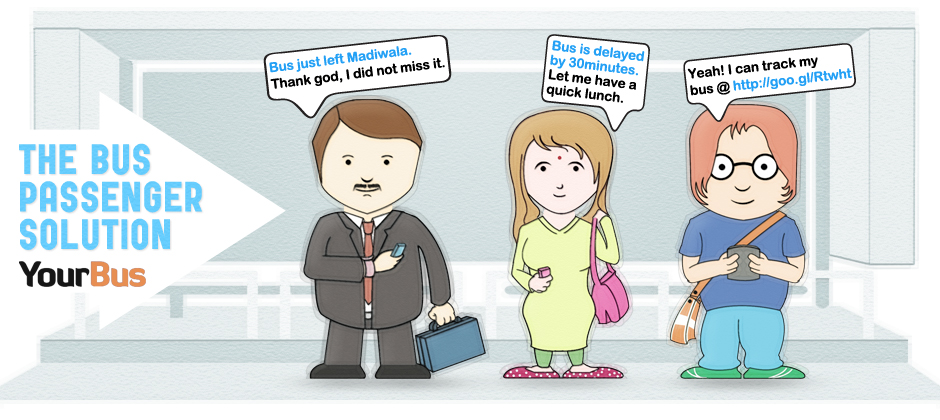 Bus just left Madiwala.
Thank god, I did not miss it.
Bus is delayed
by 30minutes.
Let me have a
quick lunch.
Yeah! I can track my
bus @ http://goo.gl/Rtwht
THE BUS
PASSENGER
SOLUTION
YourBus